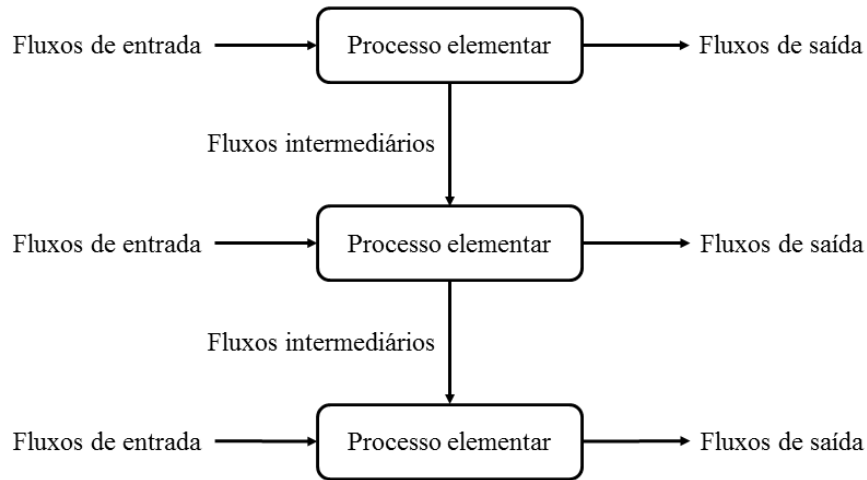 Fluxos de entrada
Processo elementar
Fluxos de saída
Fluxos intermediários
Fluxos de entrada
Processo elementar
Fluxos de saída
Fluxos intermediários
Fluxos de entrada
Processo elementar
Fluxos de saída